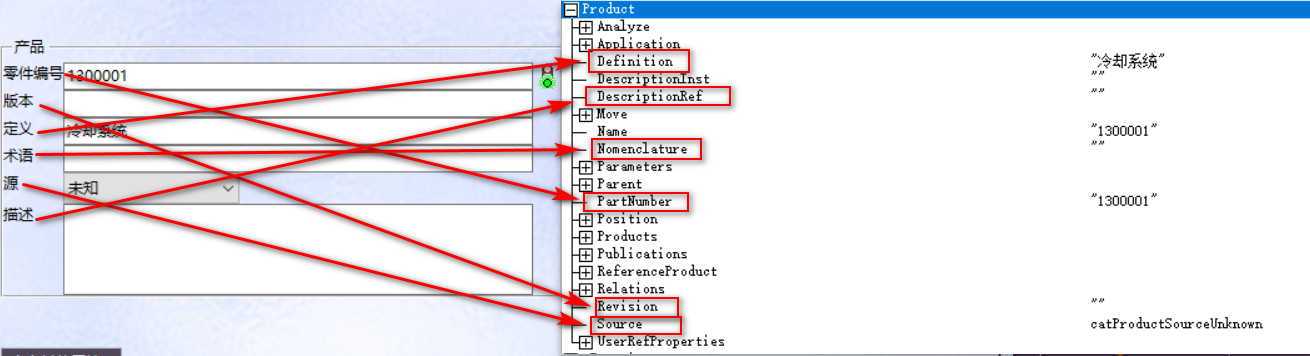 产品
零件编号 1300001
版本
定义 冷却系统
术语
源 未知
描述
Product
Analyze
Application
Definition "冷却系统"
DescriptionInst ""
DescriptionRef ""
Move
Name "1300001"
Nomenclature ""
Parameters
Parent
PartNumber "1300001"
Position
Products
Publications
ReferenceProduct
Relations
Revision ""
Source catProductSourceUnknown
UserRefProperties